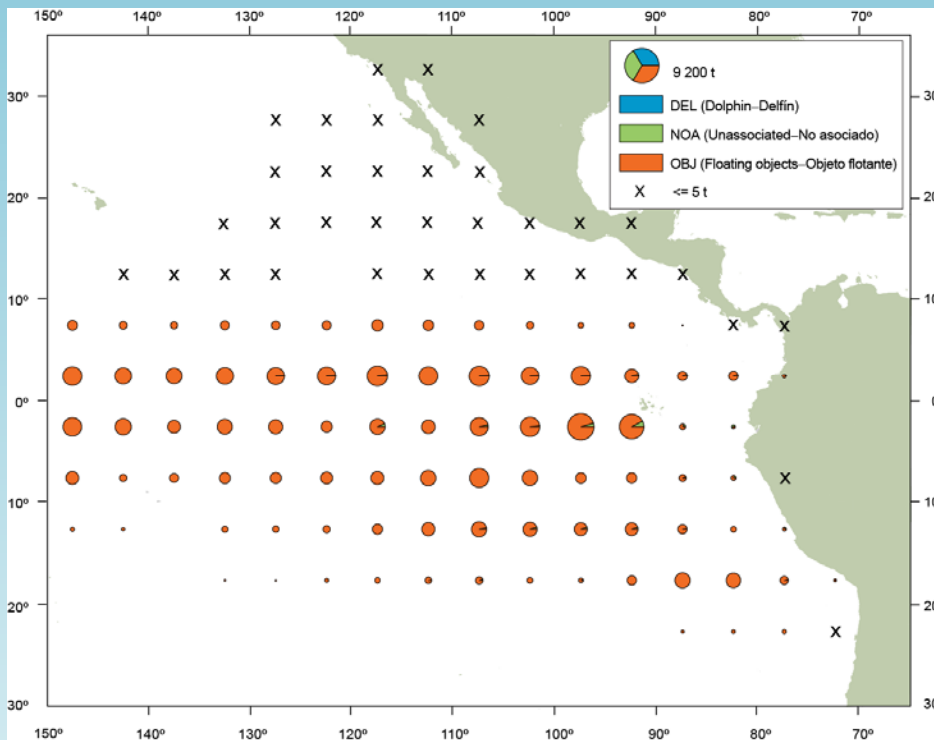 150º 140º 130º 120º 110º 100º 90º 80º 70º
9 200 t
30º
DEL (Dolphin–Delfín)
NOA (Unassociated–No asociado)
OBJ (Floating objects–Objeto flotante)
X <= 5 t
20º
10º
0º
10º
20º
30º
150º 140º 130º 120º 110º 100º 90º 80º 70º